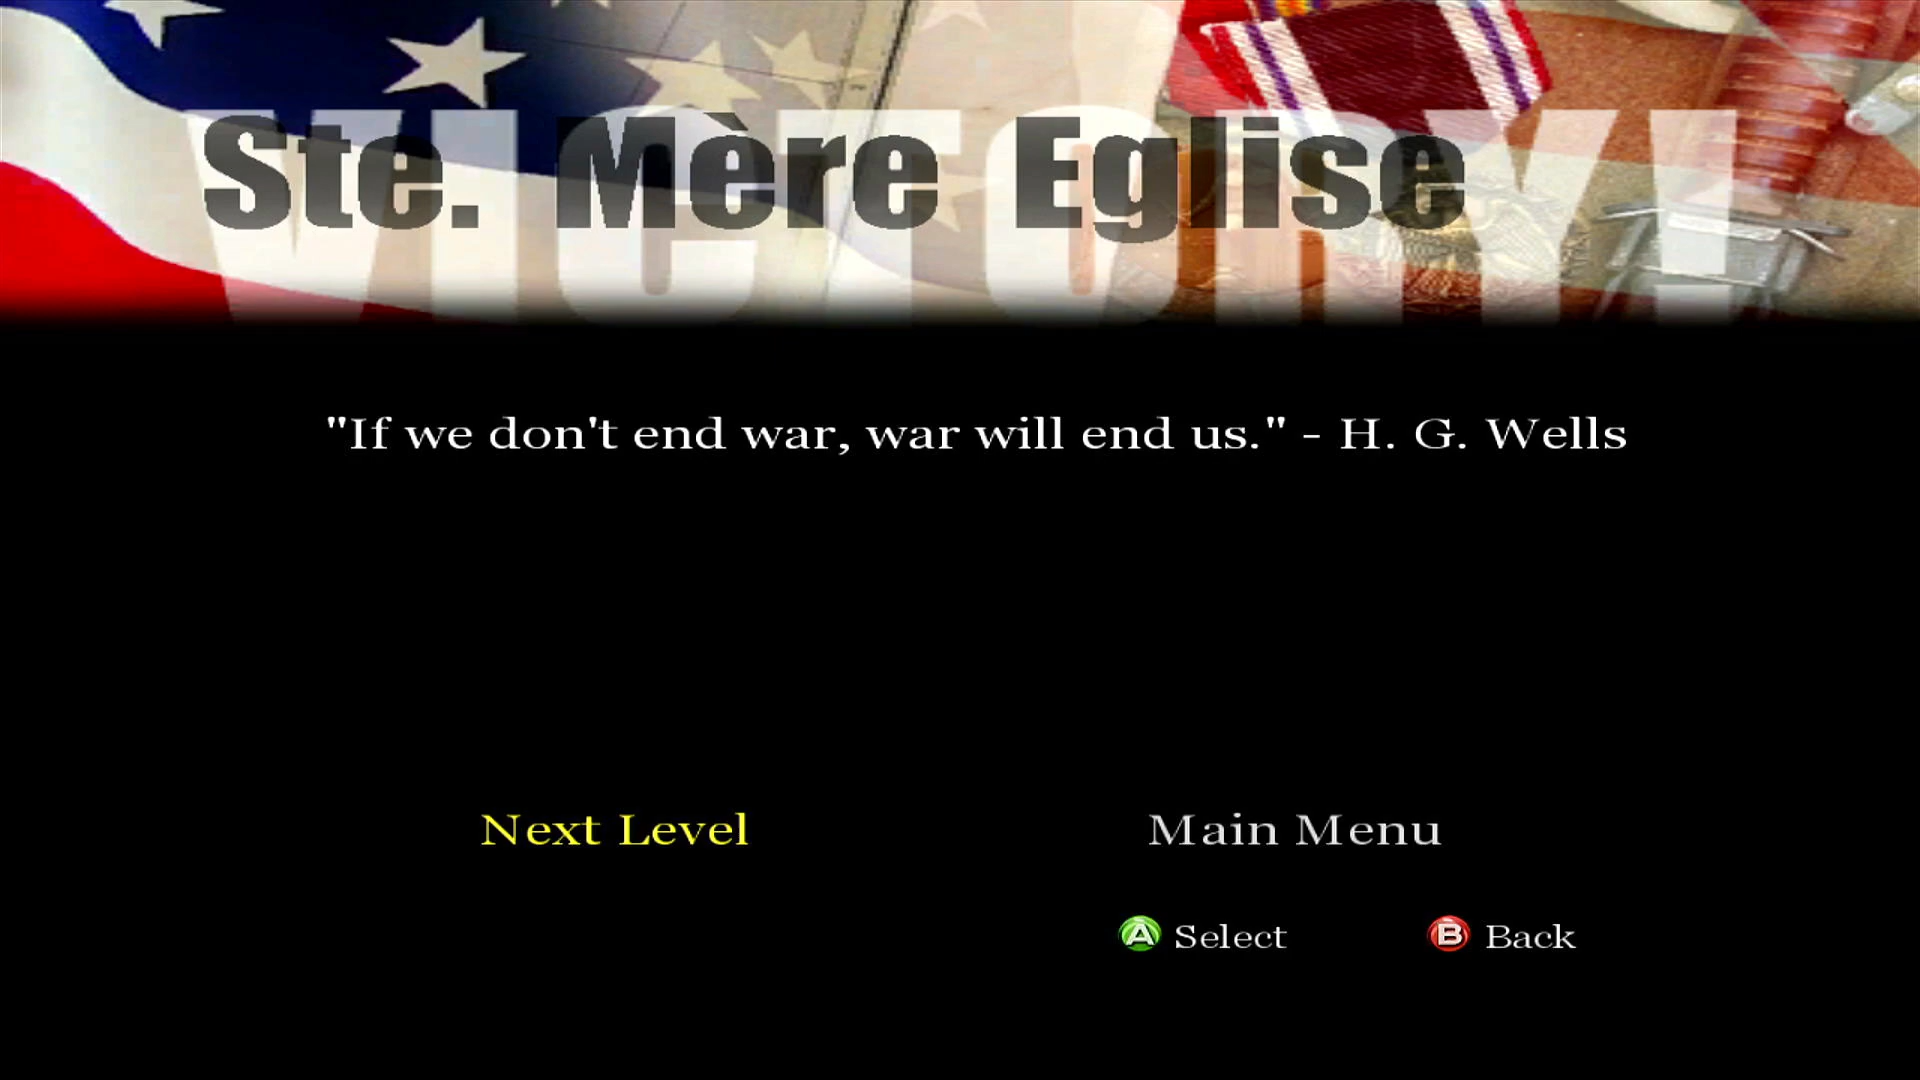 VICTORY!
Ste. Mère Eglise
"If we don't end war, war will end us." - H. G. Wells
Next Level Main Menu
A Select B Back